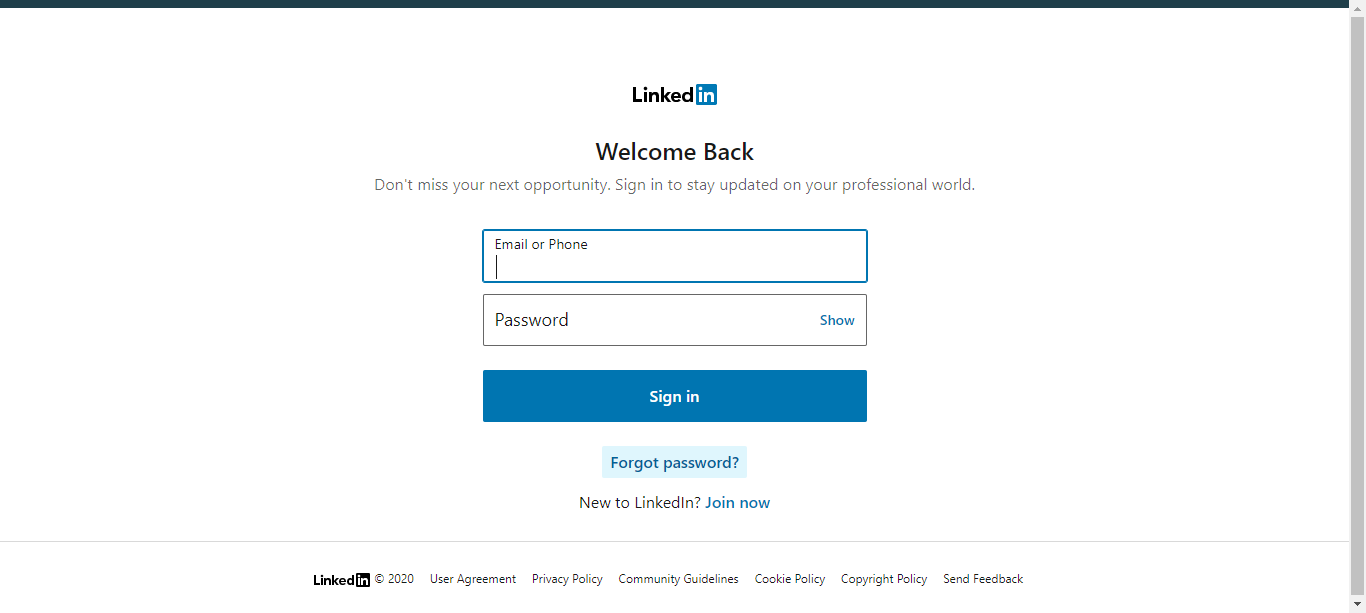 Linkedin
Welcome Back
Don't miss your next opportunity. Sign in to stay updated on your professional world.
Email or Phone
Password Show
Sign in
Forgot password?
New to LinkedIn? Join now
Linkedin © 2020 User Agreement Privacy Policy Community Guidelines Cookie Policy Copyright Policy Send Feedback